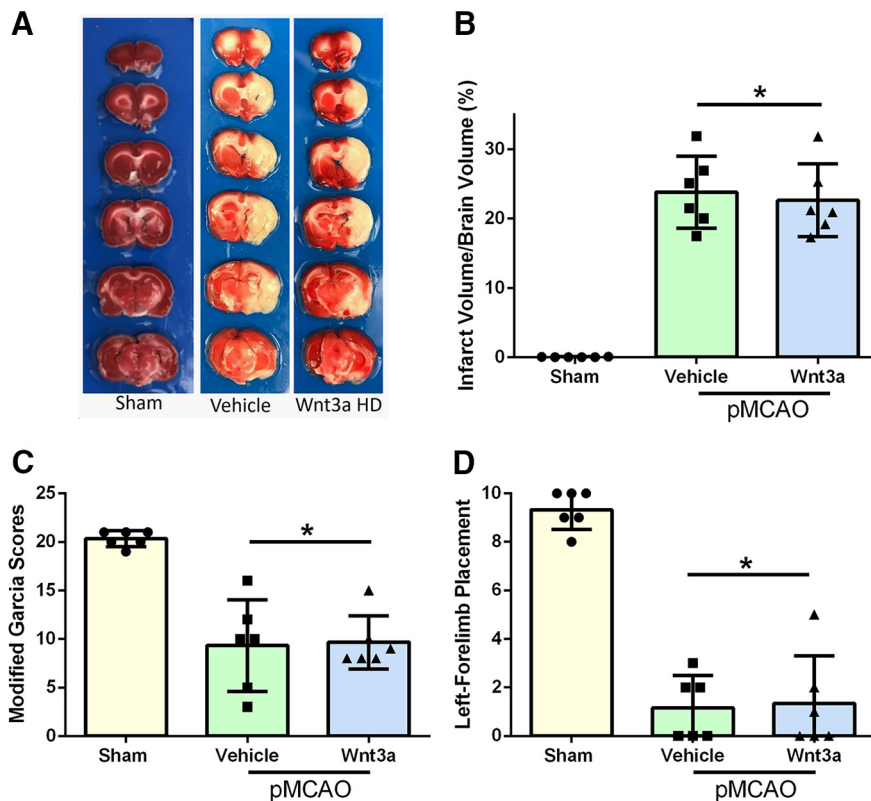 A
Sham
Vehicle
Wnt3a HD
B
Infarct Volume/Brain Volume (%)
30
20
10
0
*
Sham
Vehicle
Wnt3a
pMCAO
C
Modified Garcia Scores
25
20
15
10
5
0
*
Sham
Vehicle
Wnt3a
pMCAO
D
Left-Forelimb Placement
10
8
6
4
2
0
*
Sham
Vehicle
Wnt3a
pMCAO